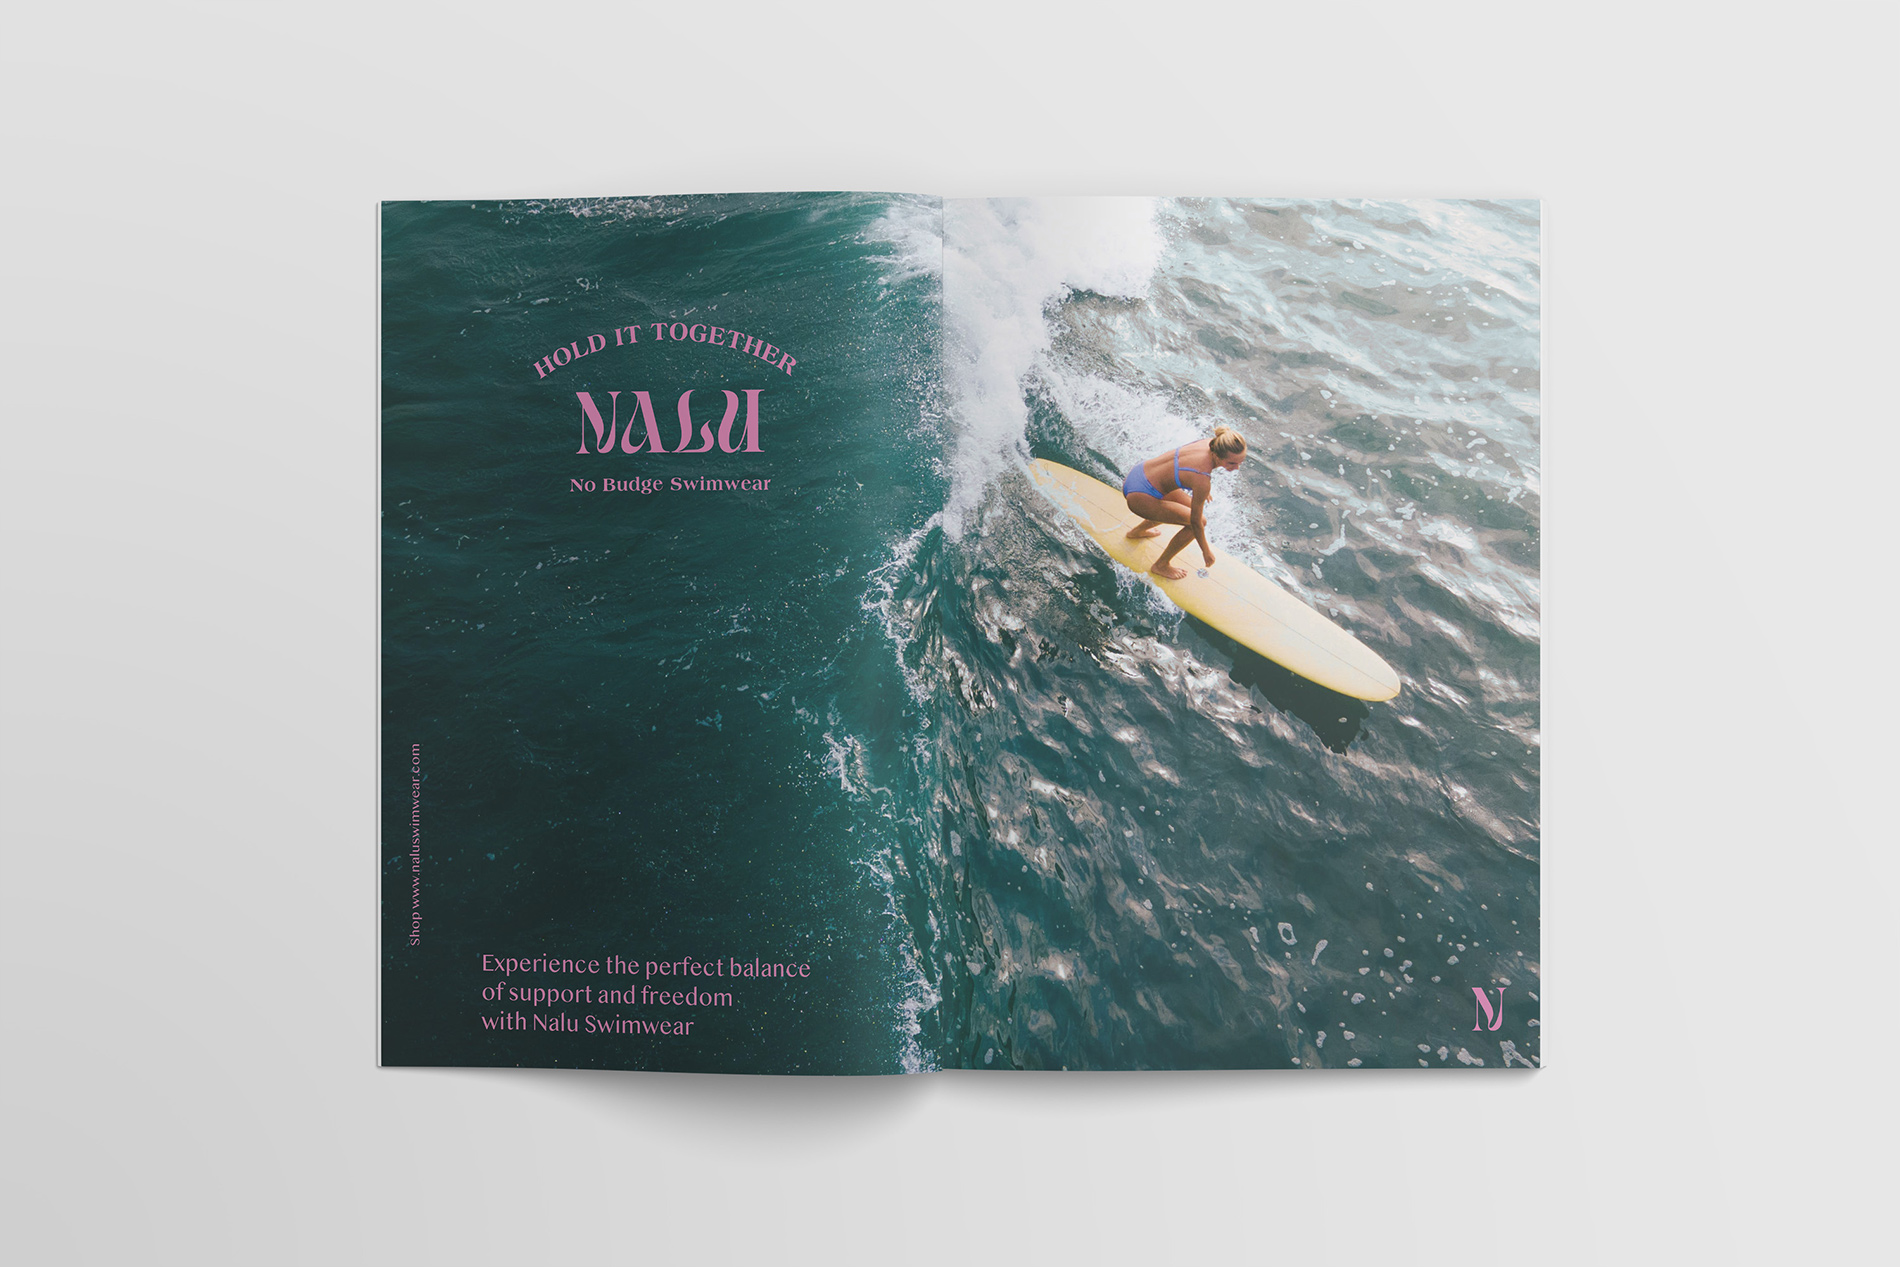 HOLD IT TOGETHER
NALU
No Budge Swimwear
Shop www.naluswimwear.com
Experience the perfect balance
of support and freedom
with Nalu Swimwear
N